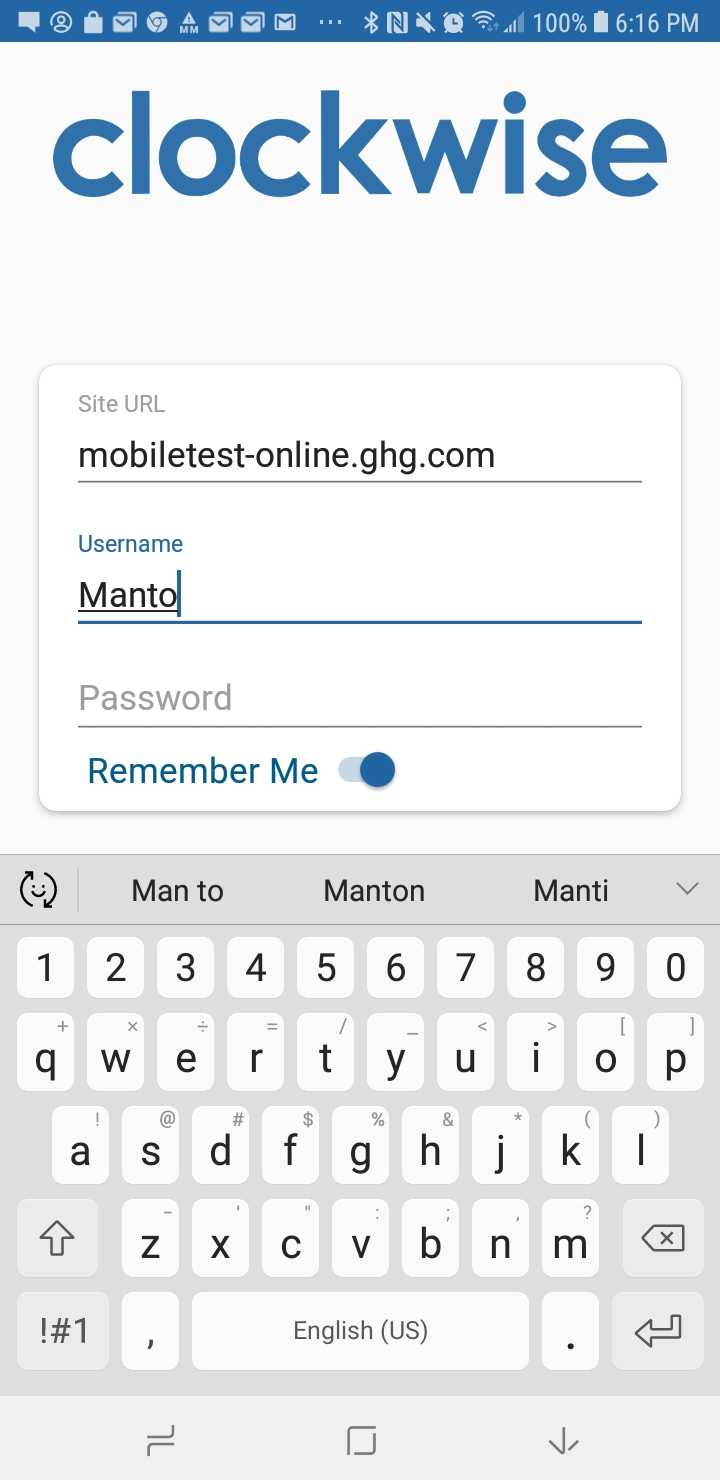 MM 100% 6:16 PM
clockwise
Site URL
mobiletest-online.ghg.com
Username
Manto
Password
Remember Me
Man to Manton Manti
1 2 3 4 5 6 7 8 9 0
+ × ÷ = / _ < > [ ]
q w e r t y u i o p
! @ # $ % & * ( )
a s d f g h j k l
- ' " : ; , ?
z x c v b n m
!#1 , English (US) .